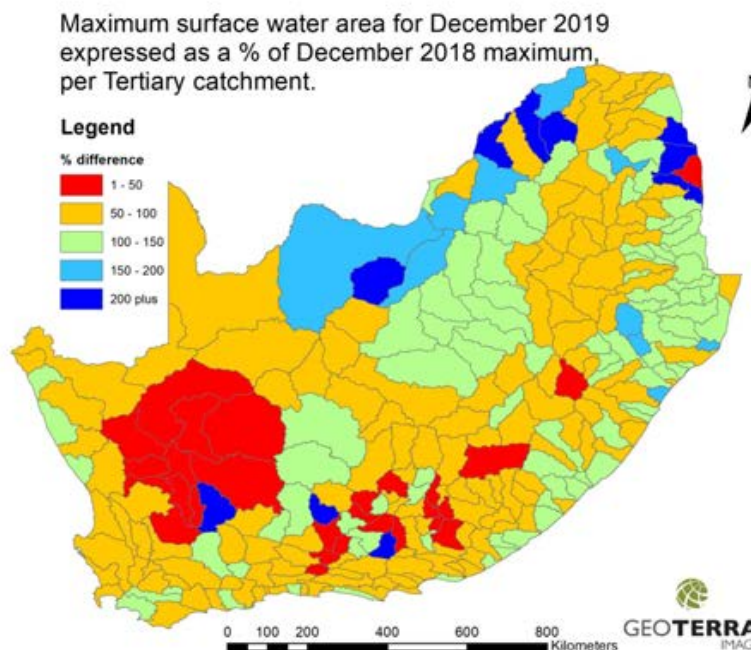 Maximum surface water area for December 2019
expressed as a % of December 2018 maximum,
per Tertiary catchment.
N
Legend
% difference
1 - 50
50 - 100
100 - 150
150 - 200
200 plus
0 100 200 400 600 800
Kilometers
GEOTERRA
IMAG